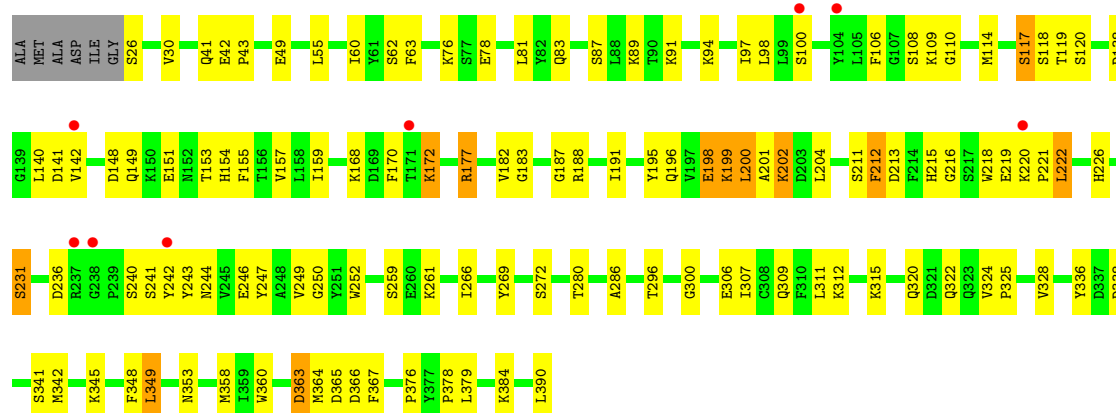 ALA MET ALA ASP ILE GLY S26 V30 Q41 E42 P43 E49 L55 I60 Y61 S62 F63 K76 S77 E78 L81 Y82 Q83 S87 L88 K89 T90 K91 K94 I97 L98 L99 S100 Y104 L105 F106 G107 S108 K109 G110 M114 S117 S118 T119 S120
G139 L140 D141 V142 D148 Q149 K150 E151 N152 T153 H154 F155 T156 V157 L158 I159 K168 D169 F170 T171 K172 R177 V182 G183 G187 R188 I191 Y195 Q196 V197 E198 K199 L200 A201 K202 D203 L204 S211 F212 D213 F214 H215 G216 S217 W218 E219 K220 P221 L222 H226
S231 D236 R237 G238 P239 S240 S241 Y242 Y243 N244 V245 E246 Y247 A248 V249 G250 Y251 W252 S259 E260 K261 I266 Y269 S272 T280 A286 T296 G300 E306 I307 C308 Q309 F310 L311 K312 K315 Q320 D321 Q322 Q323 V324 P325 V328 Y336 D337
S341 M342 K345 F348 L349 N353 M358 I359 W360 D363 M364 D365 D366 F367 P376 Y377 P378 L379 K384 L390